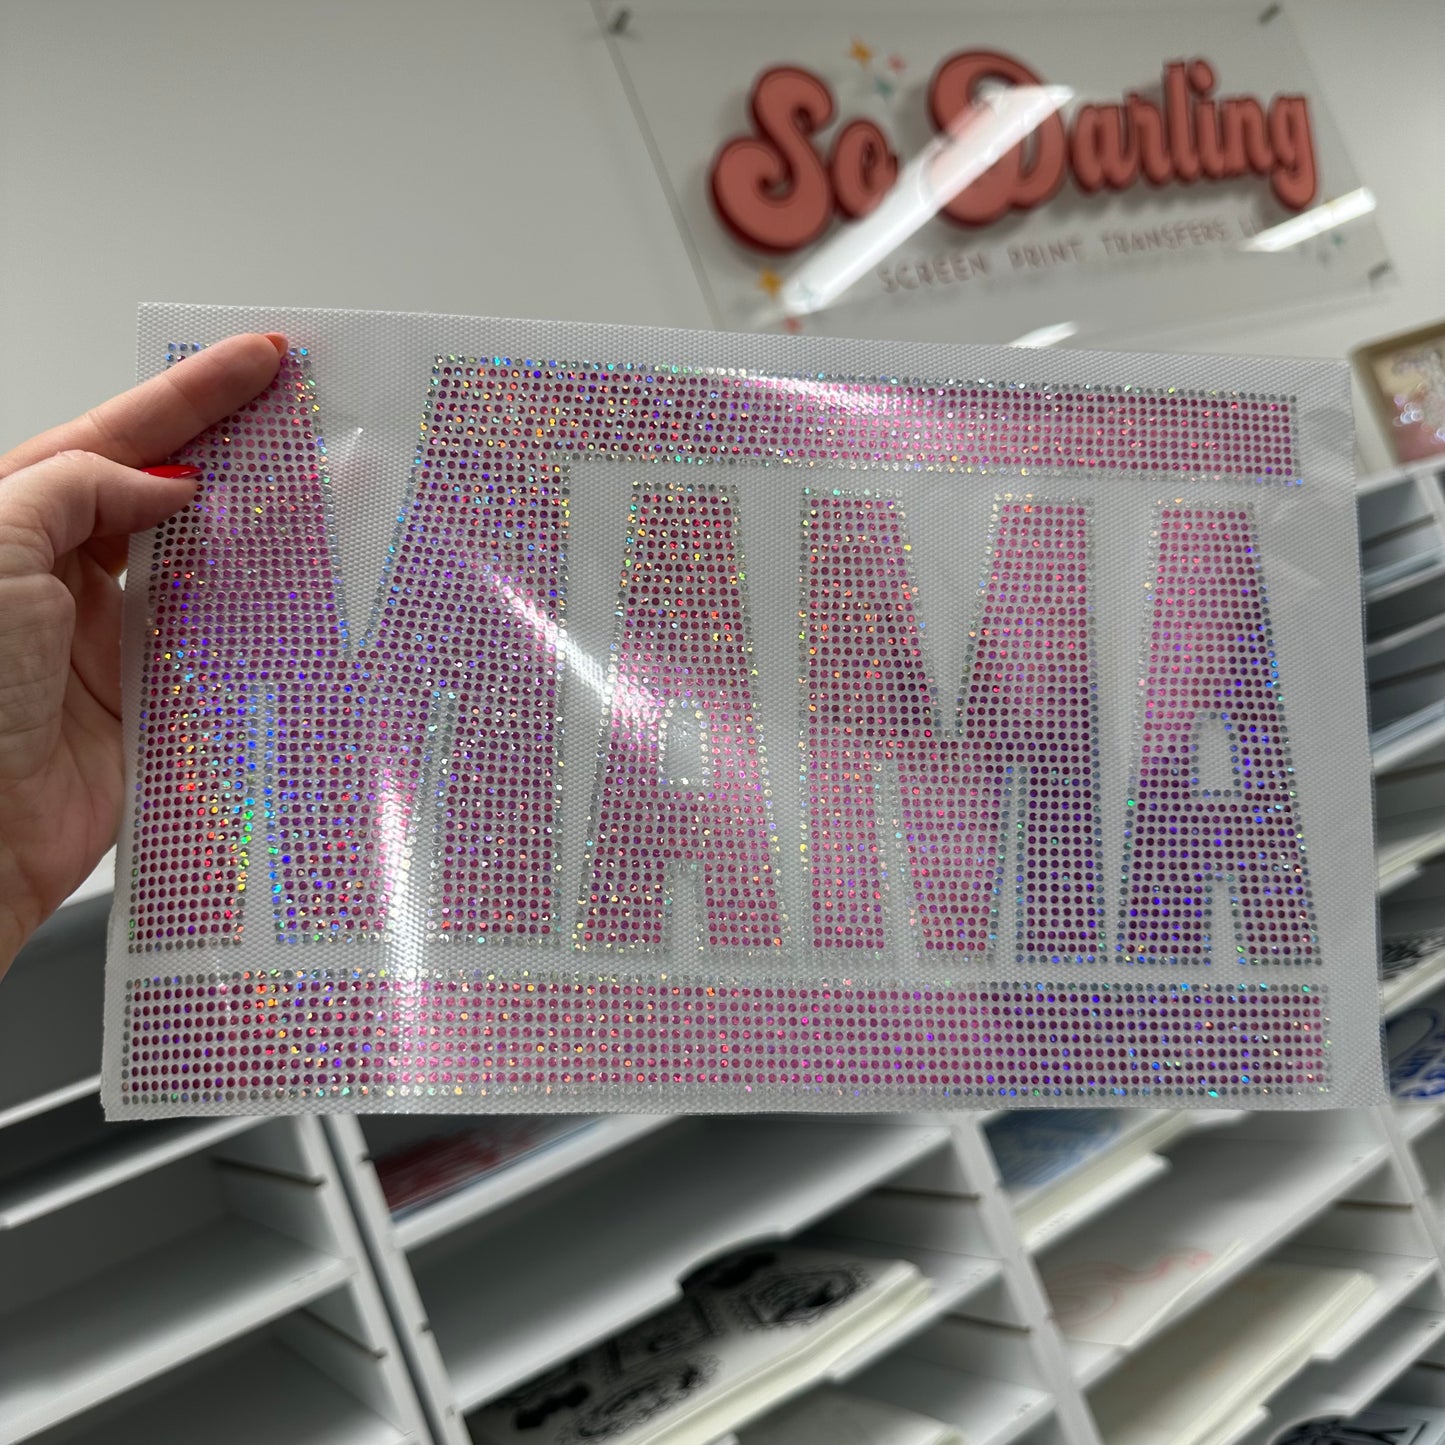 So Darling
SCREEN PRINT TRANSFERS
MAMA